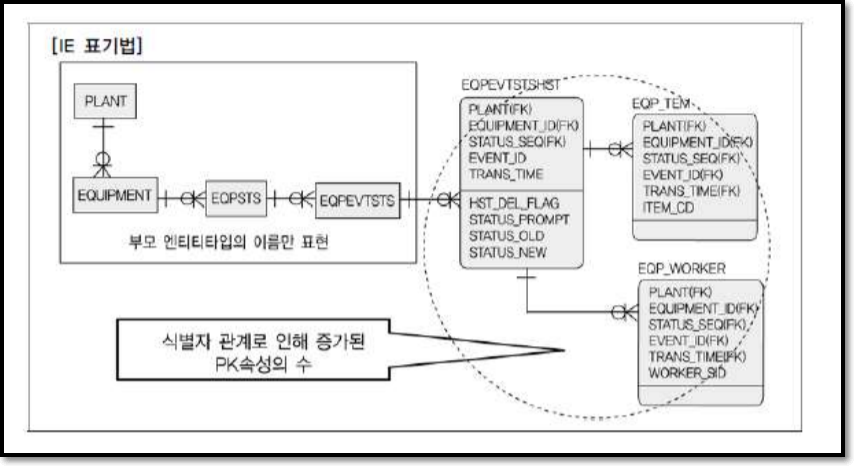 [IE 표기법]
PLANT
EQUIPMENT
EQPSTS
EQPEVTSTS
부모 엔티티타입의 이름만 표현
EQPEVTSTSHST
PLANT(FK)
EQUIPMENT_ID(FK)
STATUS_SEQ(FK)
EVENT_ID
TRANS_TIME
HST_DEL_FLAG
STATUS_PROMPT
STATUS_OLD
STATUS_NEW
EQP_TEM
PLANT(FK)
EQUIPMENT_ID(FK)
STATUS_SEQ(FK)
EVENT_ID(FK)
TRANS_TIME(FK)
ITEM_CD
EQP_WORKER
PLANT(FK)
EQUIPMENT_ID(FK)
STATUS_SEQ(FK)
EVENT_ID(FK)
TRANS_TIME(FK)
WORKER_SID
식별자 관계로 인해 증가된
PK속성의 수